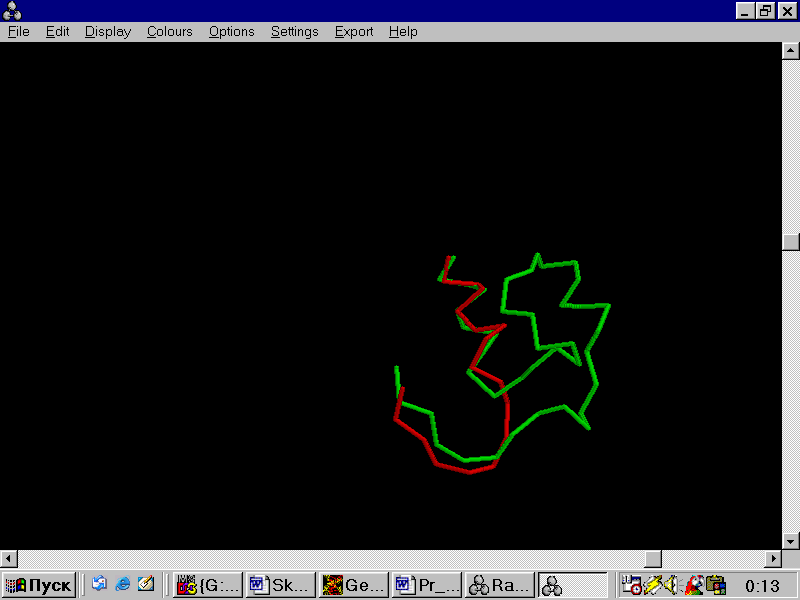 File Edit Display Colours Options Settings Export Help
Пуск {G:... Sk... Ge... Pr_... Ra... 0:13